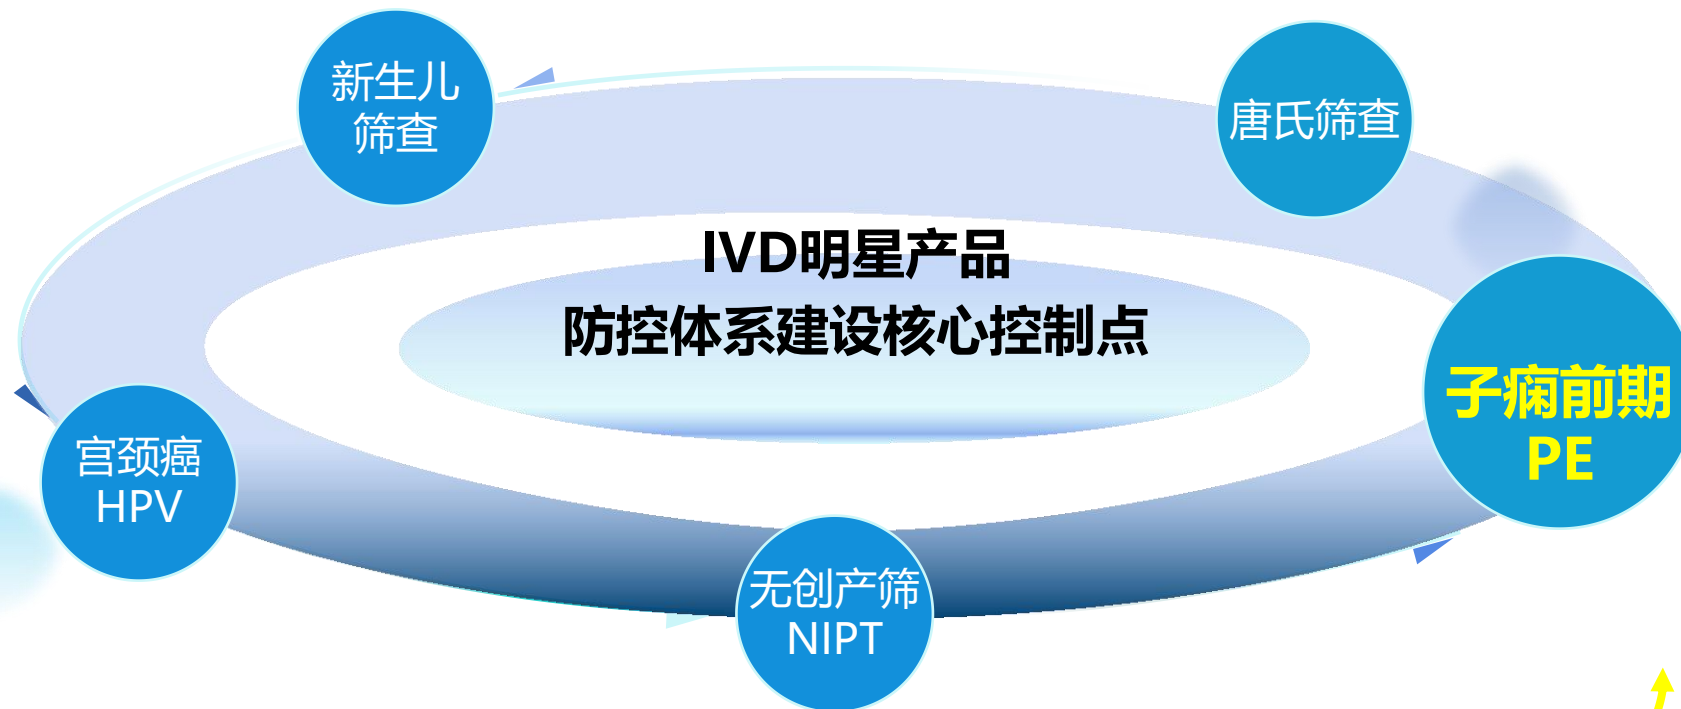 新生儿
筛查
唐氏筛查
IVD明星产品
防控体系建设核心控制点
子痫前期
PE
宫颈癌
HPV
无创产筛
NIPT